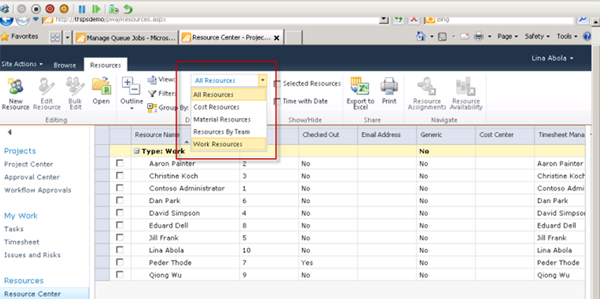 http://tfspsdemo/pwa/Resources.aspx
Bing
Favorites Manage Queue Jobs - Microsoft... Resource Center - Projec...
Page Safety Tools
Lina Abola
Site Actions Browse Resources
New Resource
Edit Resource
Bulk Edit
Open
Outline
View: All Resources
Filter:
Group By:
All Resources
Cost Resources
Material Resources
Resources By Team
Work Resources
Selected Resources
Time with Date
Export to Excel
Print
Resource Assignments
Resource Availability
Editing
D
Show/Hide
Share
Navigate
Resource Name Checked Out Email Address Generic Cost Center Timesheet Mana
Type: Work No
Aaron Painter 2 No No Aaron Painter
Christine Koch 3 No No Christine Koch
Contoso Administrator 1 No No Contoso Admini
Dan Park 6 No No Dan Park
David Simpson 4 No No David Simpson
Eduard Dell 8 No No Eduard Dell
Jill Frank 5 No No Jill Frank
Lina Abola 10 No No Lina Abola
Peder Thode 7 Yes No Peder Thode
Qiong Wu 9 No No Qiong Wu
Projects
Project Center
Approval Center
Workflow Approvals
My Work
Tasks
Timesheet
Issues and Risks
Resources
Resource Center